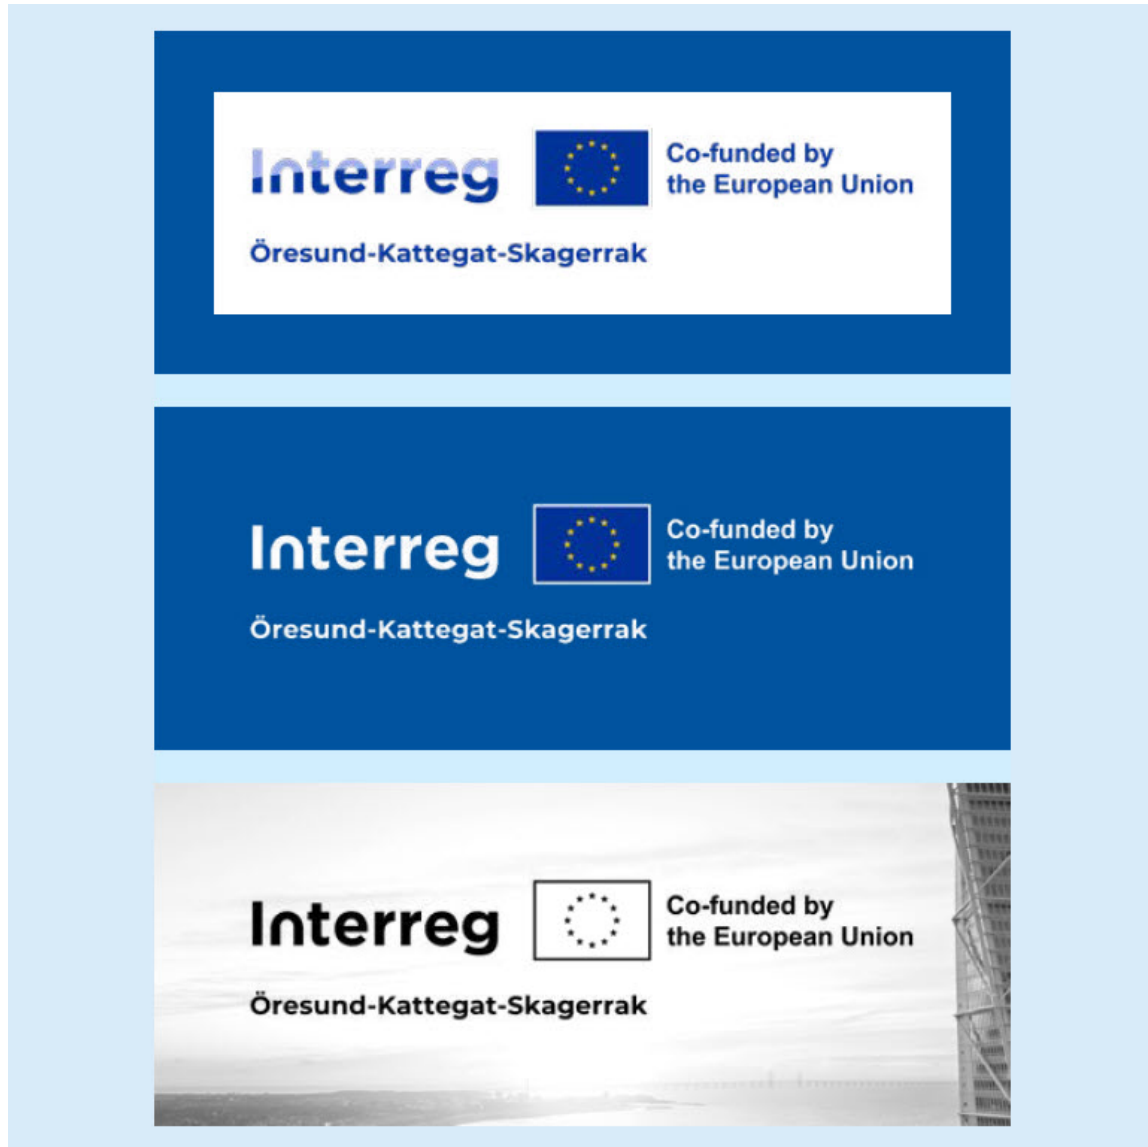 Interreg
Co-funded by
the European Union
Öresund-Kattegat-Skagerrak
Interreg
Co-funded by
the European Union
Öresund-Kattegat-Skagerrak
Interreg
Co-funded by
the European Union
Öresund-Kattegat-Skagerrak